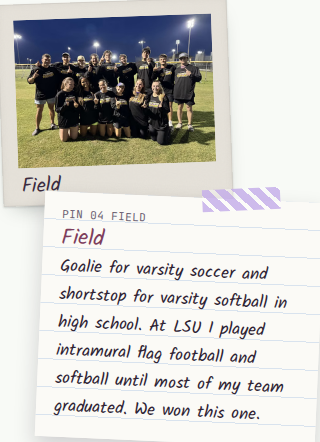 Field
PIN 04 FIELD
Field
Goalie for varsity soccer and
shortstop for varsity softball in
high school. At LSU I played
intramural flag football and
softball until most of my team
graduated. We won this one.